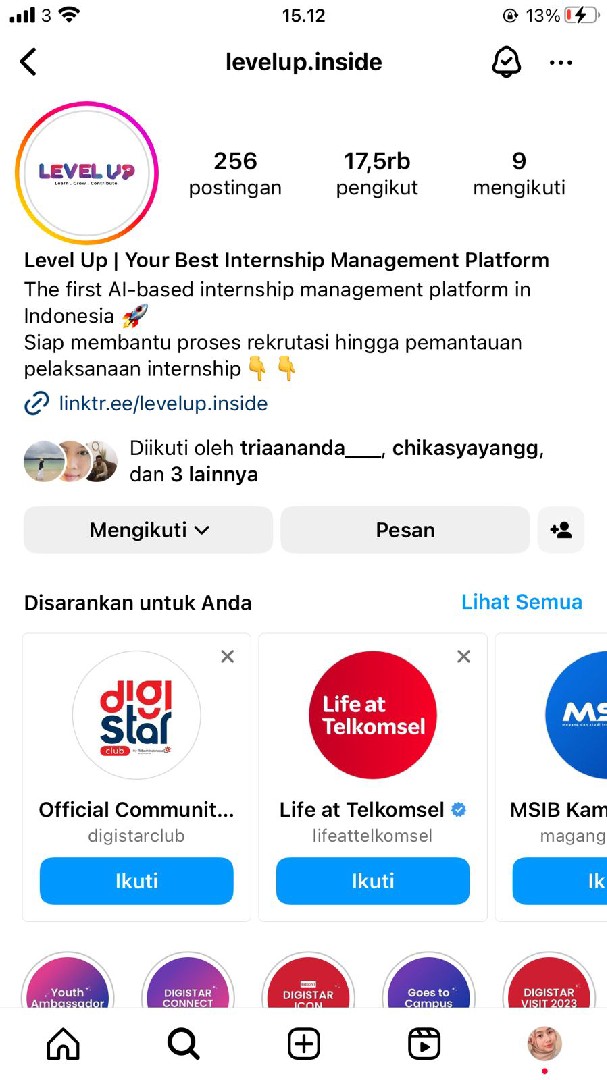 3
15.12
13%
levelup.inside
LEVEL UP
Learn . Grow . Contribute
256
17,5rb
9
postingan
pengikut
mengikuti
Level Up | Your Best Internship Management Platform
The first AI-based internship management platform in
Indonesia 🚀
Siap membantu proses rekrutasi hingga pemantauan
pelaksanaan internship 👇 👇
linktr.ee/levelup.inside
Diikuti oleh triaananda____, chikasyayangg,
dan 3 lainnya
Mengikuti
Pesan
Disarankan untuk Anda
Lihat Semua
digi
star
club
Life at
Telkomsel
MS
Official Communit...
Life at Telkomsel
MSIB Kam
digistarclub
lifeattelkomsel
magang
Ikuti
Ikuti
Ik
Youth
Ambassador
DIGISTAR
CONNECT
DIGISTAR
ICON
Goes to
Campus
DIGISTAR
VISIT 2023